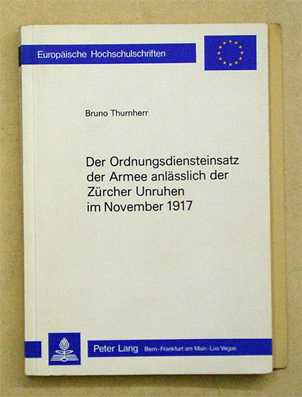 Europäische Hochschulschriften
Bruno Thurnherr
Der Ordnungsdiensteinsatz
der Armee anlässlich der
Zürcher Unruhen
im November 1917
Peter Lang Bern–Frankfurt am Main–Las Vegas